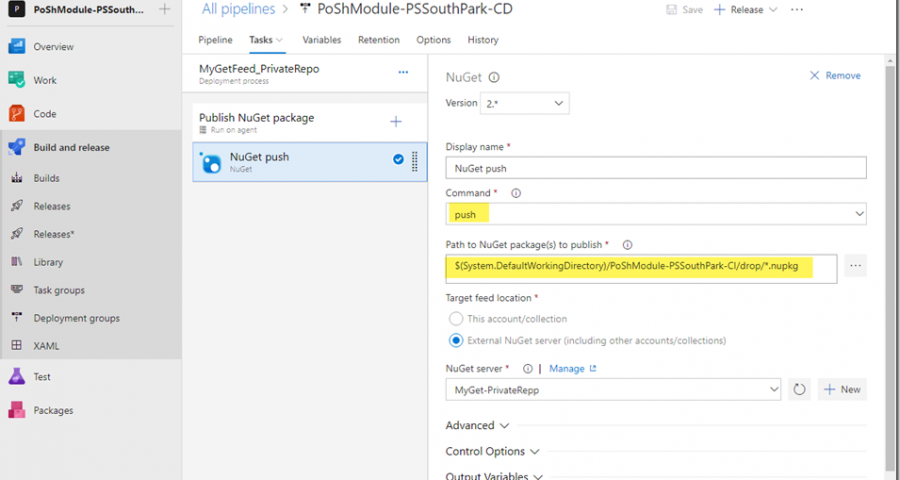 P PoShModule-PSSouth... +
Overview
Work
Code
Build and release
Builds
Releases
Releases*
Library
Task groups
Deployment groups
XAML
Test
Packages
All pipelines > PoShModule-PSSouthPark-CD
Save + Release ...
Pipeline Tasks Variables Retention Options History
MyGetFeed_PrivateRepo ...
Deployment process
Publish NuGet package +
Run on agent
NuGet push
NuGet
NuGet
Remove
Version 2.*
Display name *
NuGet push
Command *
push
Path to NuGet package(s) to publish *
$(System.DefaultWorkingDirectory)/PoShModule-PSSouthPark-CI/drop/*.nupkg
...
Target feed location *
This account/collection
External NuGet server (including other accounts/collections)
NuGet server * | Manage
MyGet-PrivateRepp
+ New
Advanced
Control Options
Output Variables